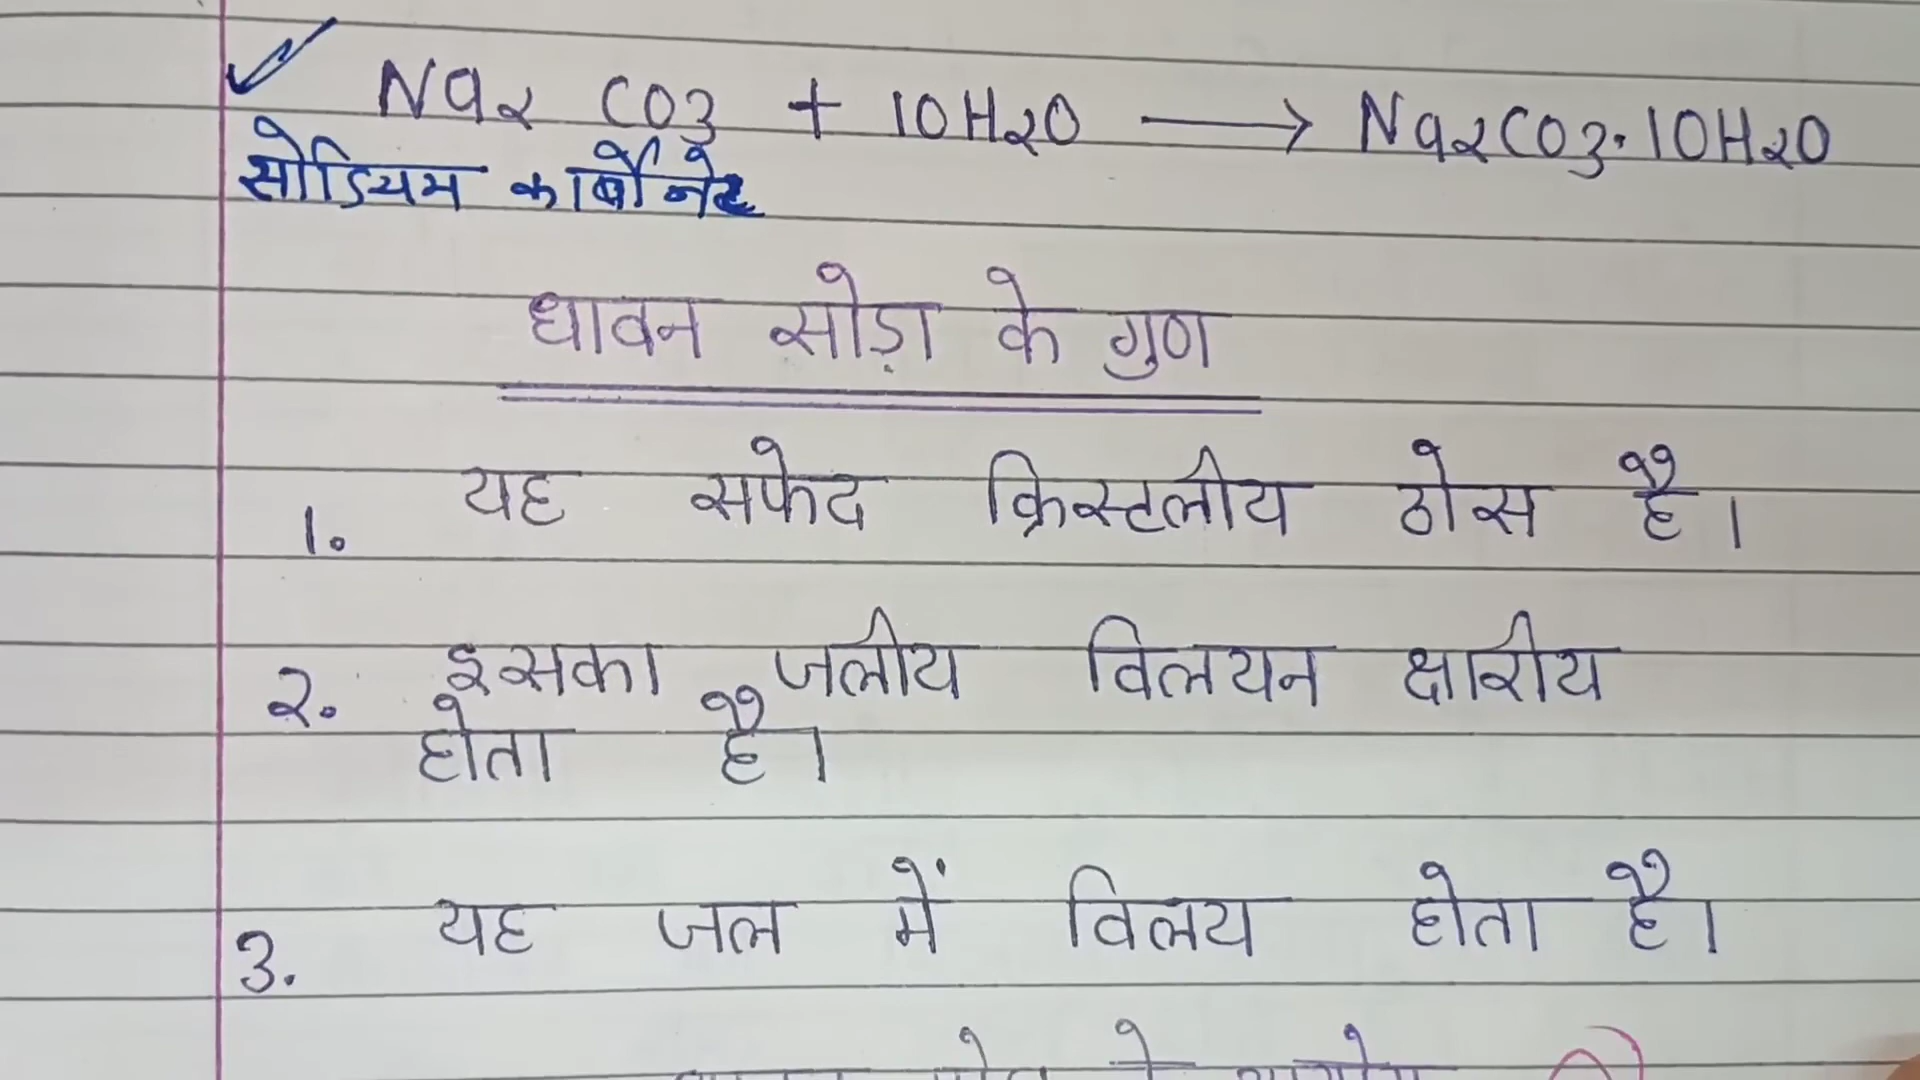 Na2 CO3 + 10H2O ⟶ Na2CO3·10H2O
सोडियम कार्बोनेट
धावन सोड़ा के गुण
1. यह सफेद क्रिस्टलीय ठोस है।
2. इसका जलीय विलयन क्षारीय
होता है।
3. यह जल में विलय होता है।